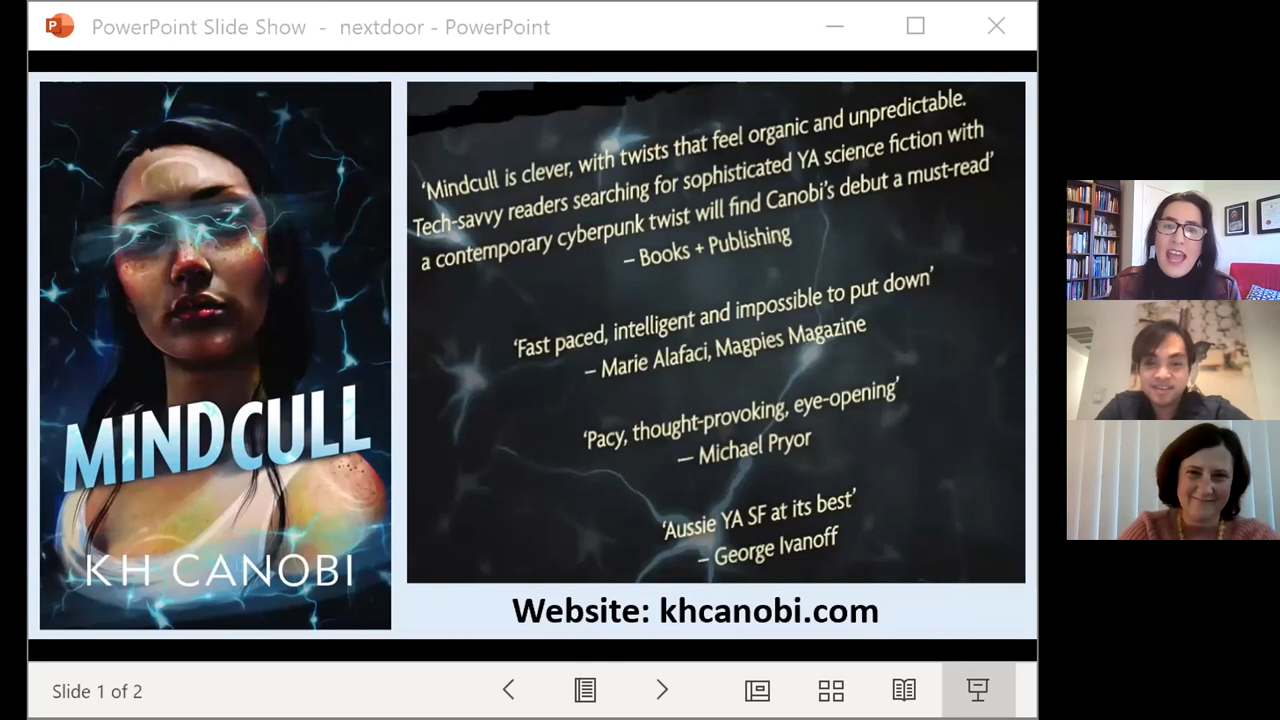 PowerPoint Slide Show - nextdoor - PowerPoint
MINDCULL
KH CANOBI
‘Mindcull is clever, with twists that feel organic and unpredictable.
Tech-savvy readers searching for sophisticated YA science fiction with
a contemporary cyberpunk twist will find Canobi’s debut a must-read’
– Books + Publishing
‘Fast paced, intelligent and impossible to put down’
– Marie Alafaci, Magpies Magazine
‘Pacy, thought-provoking, eye-opening’
– Michael Pryor
‘Aussie YA SF at its best’
– George Ivanoff
Website: khcanobi.com
Slide 1 of 2